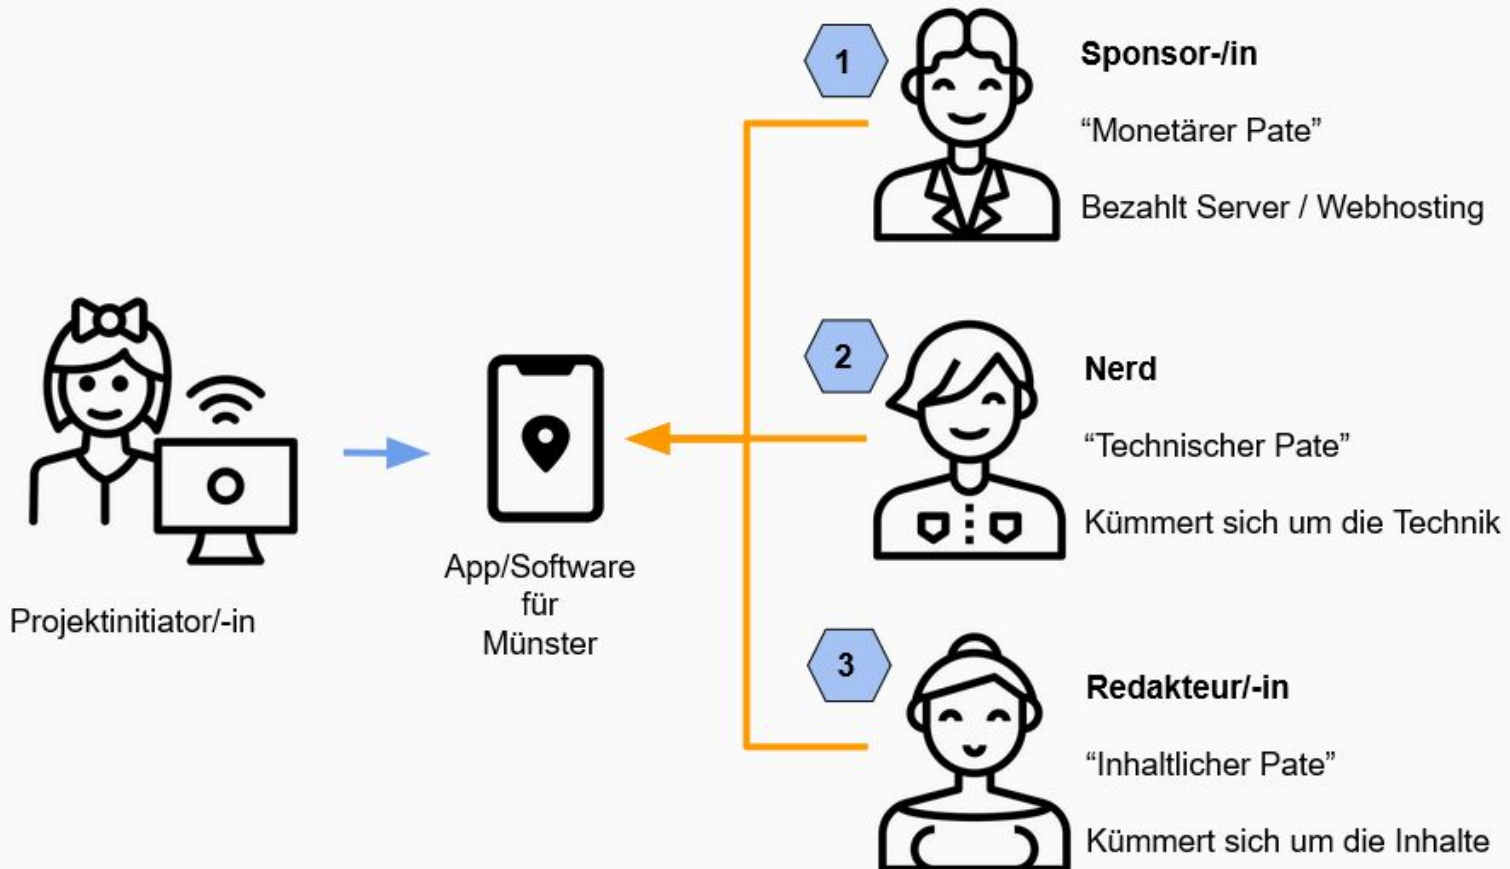 Projektinitiator/-in
App/Software
für
Münster
1
Sponsor-/in
“Monetärer Pate”
Bezahlt Server / Webhosting
2
Nerd
“Technischer Pate”
Kümmert sich um die Technik
3
Redakteur/-in
“Inhaltlicher Pate”
Kümmert sich um die Inhalte